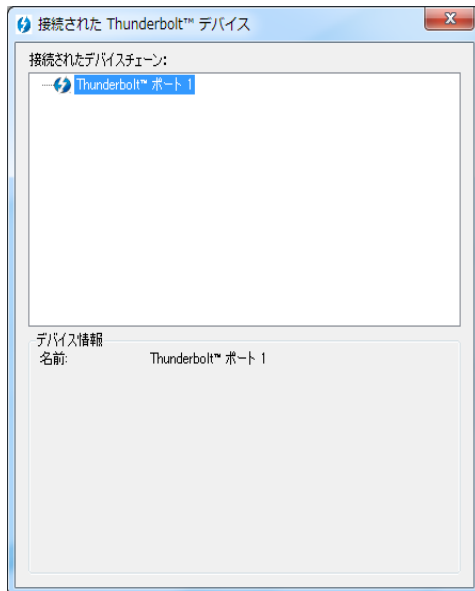 接続された Thunderbolt™ デバイス
接続されたデバイスチェーン:
Thunderbolt™ ポート 1
デバイス情報
名前: Thunderbolt™ ポート 1